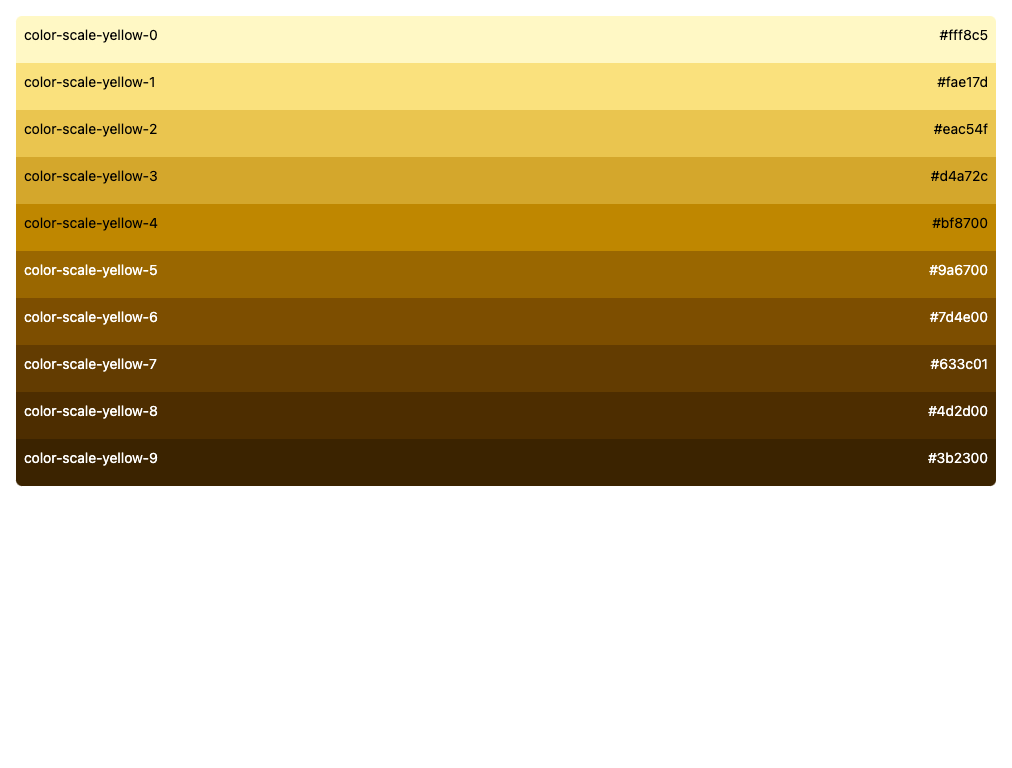 color-scale-yellow-0 #fff8c5
color-scale-yellow-1 #fae17d
color-scale-yellow-2 #eac54f
color-scale-yellow-3 #d4a72c
color-scale-yellow-4 #bf8700
color-scale-yellow-5 #9a6700
color-scale-yellow-6 #7d4e00
color-scale-yellow-7 #633c01
color-scale-yellow-8 #4d2d00
color-scale-yellow-9 #3b2300